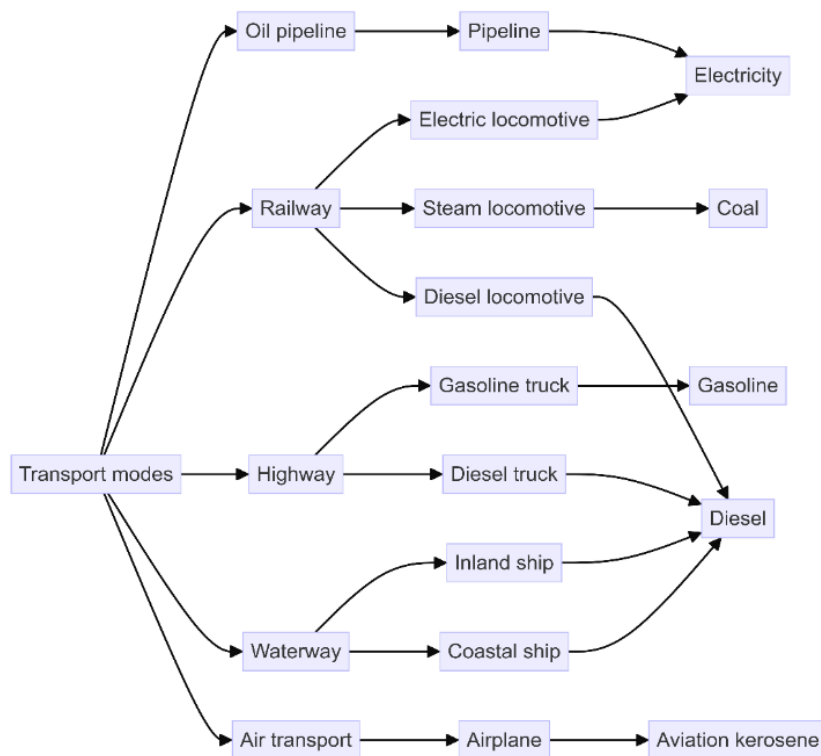 Oil pipeline
Pipeline
Electricity
Electric locomotive
Railway
Steam locomotive
Coal
Diesel locomotive
Gasoline truck
Gasoline
Transport modes
Highway
Diesel truck
Diesel
Inland ship
Waterway
Coastal ship
Air transport
Airplane
Aviation kerosene